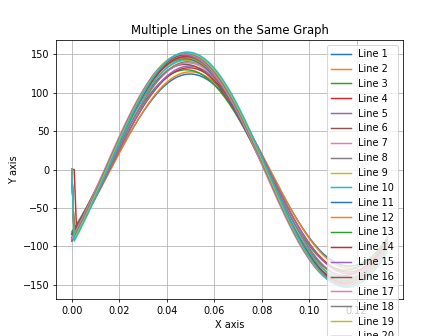 Multiple Lines on the Same Graph
Y axis
150
100
50
0
−50
−100
−150
0.00
0.02
0.04
0.06
0.08
0.10
X axis
Line 1
Line 2
Line 3
Line 4
Line 5
Line 6
Line 7
Line 8
Line 9
Line 10
Line 11
Line 12
Line 13
Line 14
Line 15
Line 16
Line 17
Line 18
Line 19
Line 20